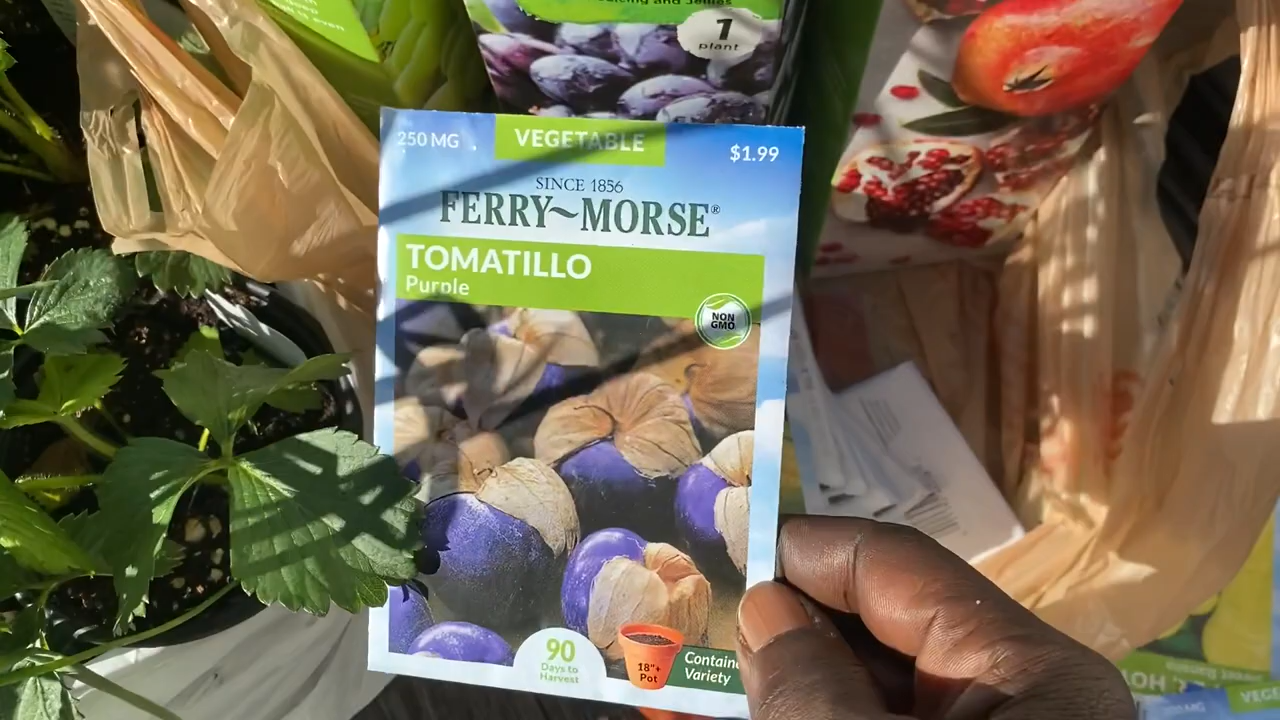 1
plant
250 MG
VEGETABLE
$1.99
SINCE 1856
FERRY~MORSE®
TOMATILLO
Purple
NON
GMO
90
Days to
Harvest
18"+
Pot
Containe
Variety
VEGET